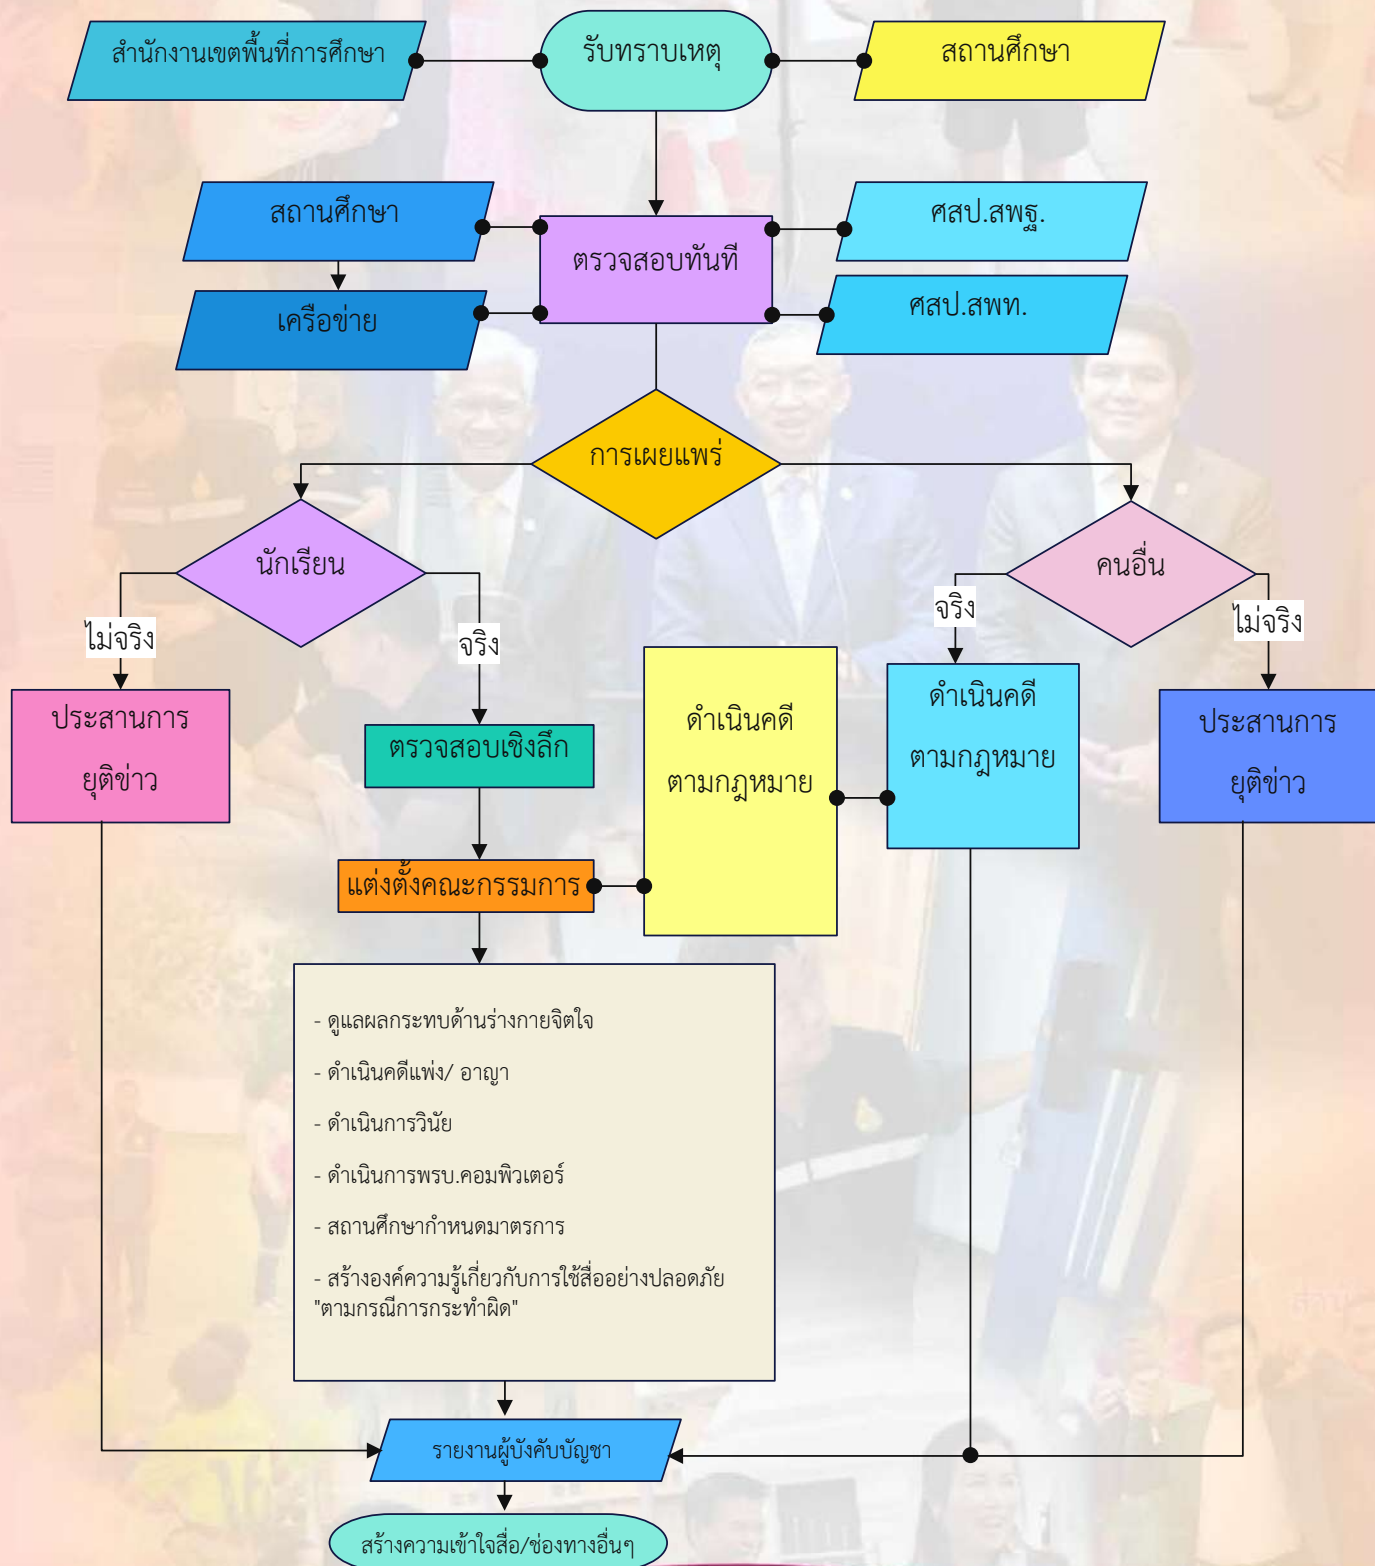 สำนักงานเขตพื้นที่การศึกษา
รับทราบเหตุ
สถานศึกษา
สถานศึกษา
ศสป.สพฐ.
ตรวจสอบทันที
เครือข่าย
ศสป.สพท.
การเผยแพร่
นักเรียน
คนอื่น
ไม่จริง
จริง
จริง
ไม่จริง
ประสานการ
ยุติข่าว
ตรวจสอบเชิงลึก
ดำเนินคดี
ตามกฎหมาย
ดำเนินคดี
ตามกฎหมาย
ประสานการ
ยุติข่าว
แต่งตั้งคณะกรรมการ
- ดูแลผลกระทบด้านร่างกายจิตใจ
- ดำเนินคดีแพ่ง/ อาญา
- ดำเนินการวินัย
- ดำเนินการพรบ.คอมพิวเตอร์
- สถานศึกษากำหนดมาตรการ
- สร้างองค์ความรู้เกี่ยวกับการใช้สื่ออย่างปลอดภัย
"ตามกรณีการกระทำผิด"
รายงานผู้บังคับบัญชา
สร้างความเข้าใจสื่อ/ช่องทางอื่นๆ